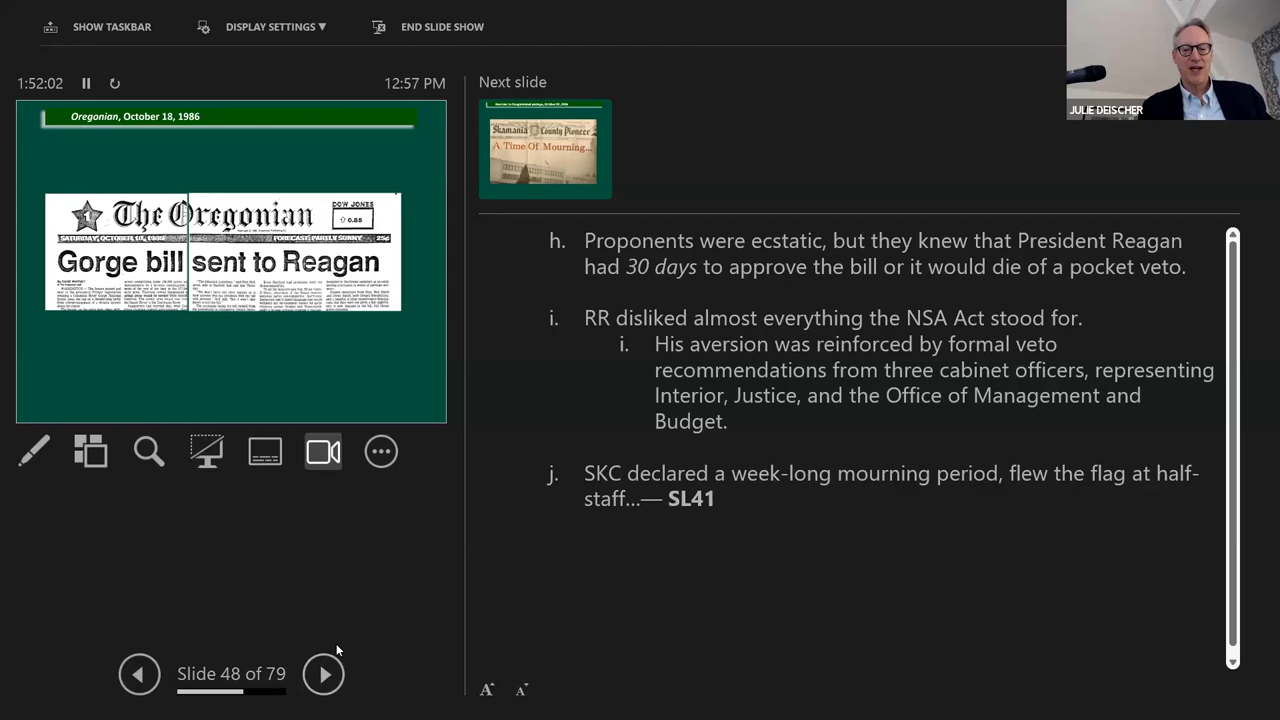 SHOW TASKBAR
DISPLAY SETTINGS ▼
END SLIDE SHOW
JULIE DEISCHER
1:52:02
12:57 PM
Oregonian, October 18, 1986
1
The Oregonian
DOW JONES
0.85
SATURDAY, OCTOBER 18, 1986
FORECAST: PARTLY SUNNY
25¢
Gorge bill sent to Reagan
Slide 48 of 79
Next slide
Skamania County Pioneer
A Time Of Mourning...
h. Proponents were ecstatic, but they knew that President Reagan
had 30 days to approve the bill or it would die of a pocket veto.
i. RR disliked almost everything the NSA Act stood for.
i. His aversion was reinforced by formal veto
recommendations from three cabinet officers, representing
Interior, Justice, and the Office of Management and
Budget.
j. SKC declared a week-long mourning period, flew the flag at half-
staff…— SL41
A A